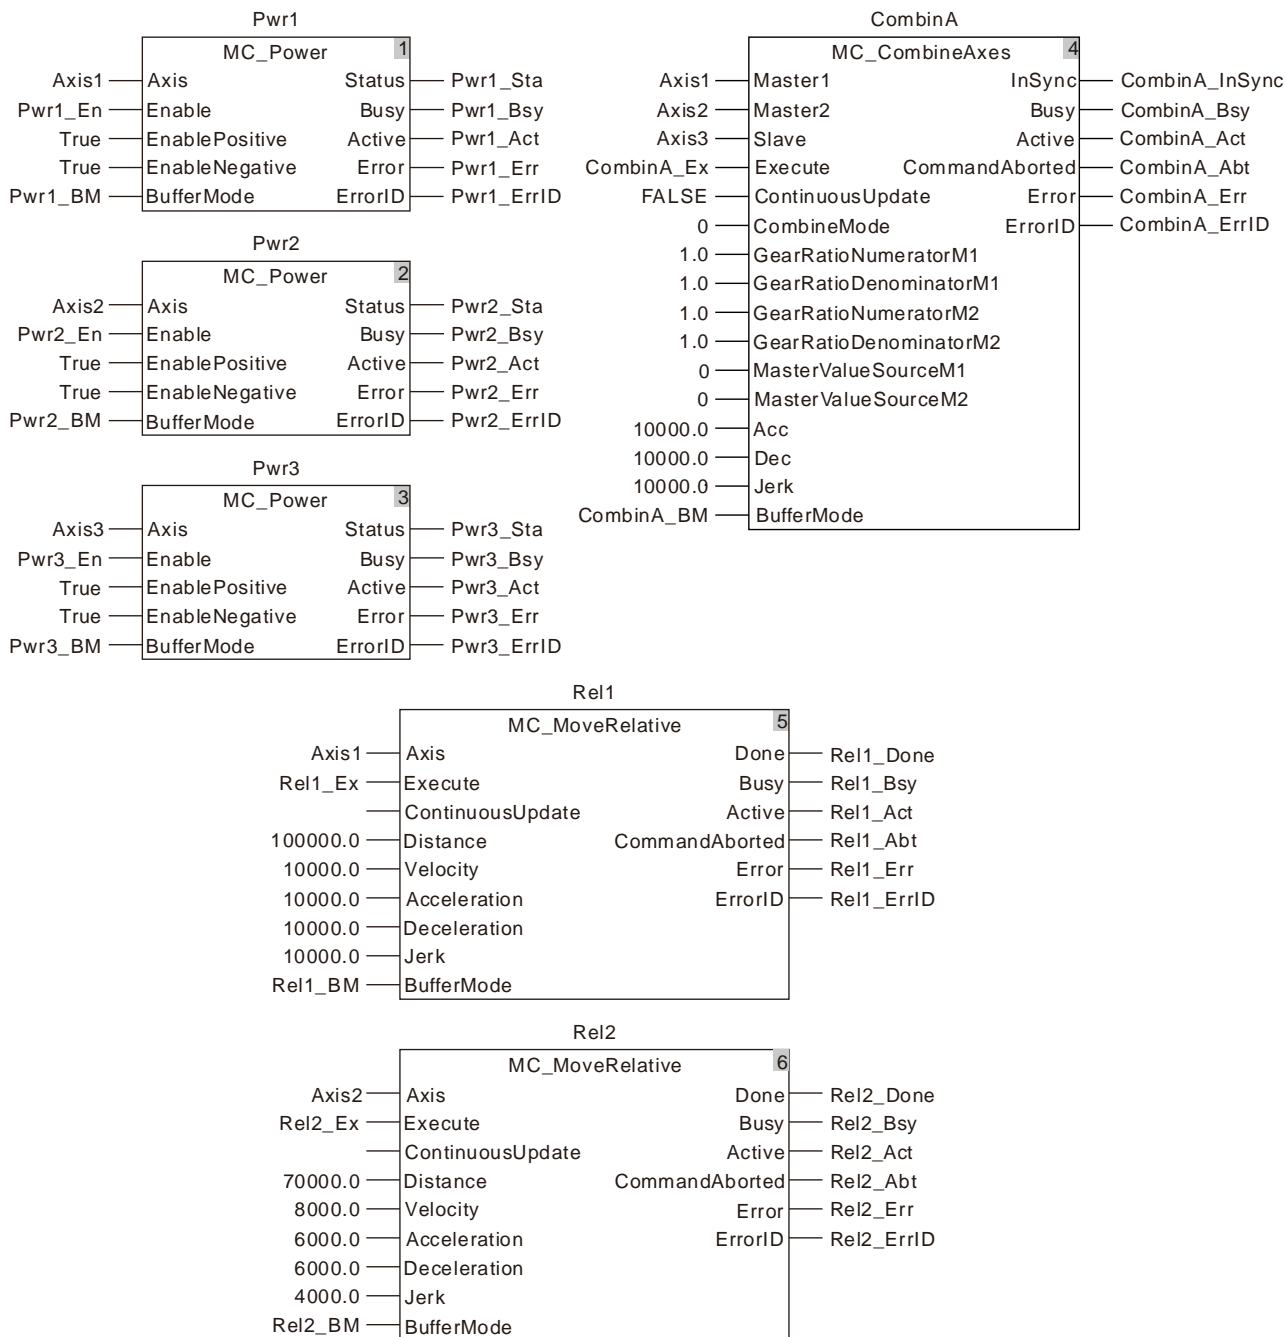 Pwr1
MC_Power 1
Axis1 Axis Status Pwr1_Sta
Pwr1_En Enable Busy Pwr1_Bsy
True EnablePositive Active Pwr1_Act
True EnableNegative Error Pwr1_Err
Pwr1_BM BufferMode ErrorID Pwr1_ErrID
Pwr2
MC_Power 2
Axis2 Axis Status Pwr2_Sta
Pwr2_En Enable Busy Pwr2_Bsy
True EnablePositive Active Pwr2_Act
True EnableNegative Error Pwr2_Err
Pwr2_BM BufferMode ErrorID Pwr2_ErrID
Pwr3
MC_Power 3
Axis3 Axis Status Pwr3_Sta
Pwr3_En Enable Busy Pwr3_Bsy
True EnablePositive Active Pwr3_Act
True EnableNegative Error Pwr3_Err
Pwr3_BM BufferMode ErrorID Pwr3_ErrID
CombinA
MC_CombineAxes 4
Axis1 Master1 InSync CombinA_InSync
Axis2 Master2 Busy CombinA_Bsy
Axis3 Slave Active CombinA_Act
CombinA_Ex Execute CommandAborted CombinA_Abt
FALSE ContinuousUpdate Error CombinA_Err
0 CombineMode ErrorID CombinA_ErrID
1.0 GearRatioNumeratorM1
1.0 GearRatioDenominatorM1
1.0 GearRatioNumeratorM2
1.0 GearRatioDenominatorM2
0 MasterValueSourceM1
0 MasterValueSourceM2
10000.0 Acc
10000.0 Dec
10000.0 Jerk
CombinA_BM BufferMode
Rel1
MC_MoveRelative 5
Axis1 Axis Done Rel1_Done
Rel1_Ex Execute Busy Rel1_Bsy
ContinuousUpdate Active Rel1_Act
100000.0 Distance CommandAborted Rel1_Abt
10000.0 Velocity Error Rel1_Err
10000.0 Acceleration ErrorID Rel1_ErrID
10000.0 Deceleration
10000.0 Jerk
Rel1_BM BufferMode
Rel2
MC_MoveRelative 6
Axis2 Axis Done Rel2_Done
Rel2_Ex Execute Busy Rel2_Bsy
ContinuousUpdate Active Rel2_Act
70000.0 Distance CommandAborted Rel2_Abt
8000.0 Velocity Error Rel2_Err
6000.0 Acceleration ErrorID Rel2_ErrID
6000.0 Deceleration
4000.0 Jerk
Rel2_BM BufferMode